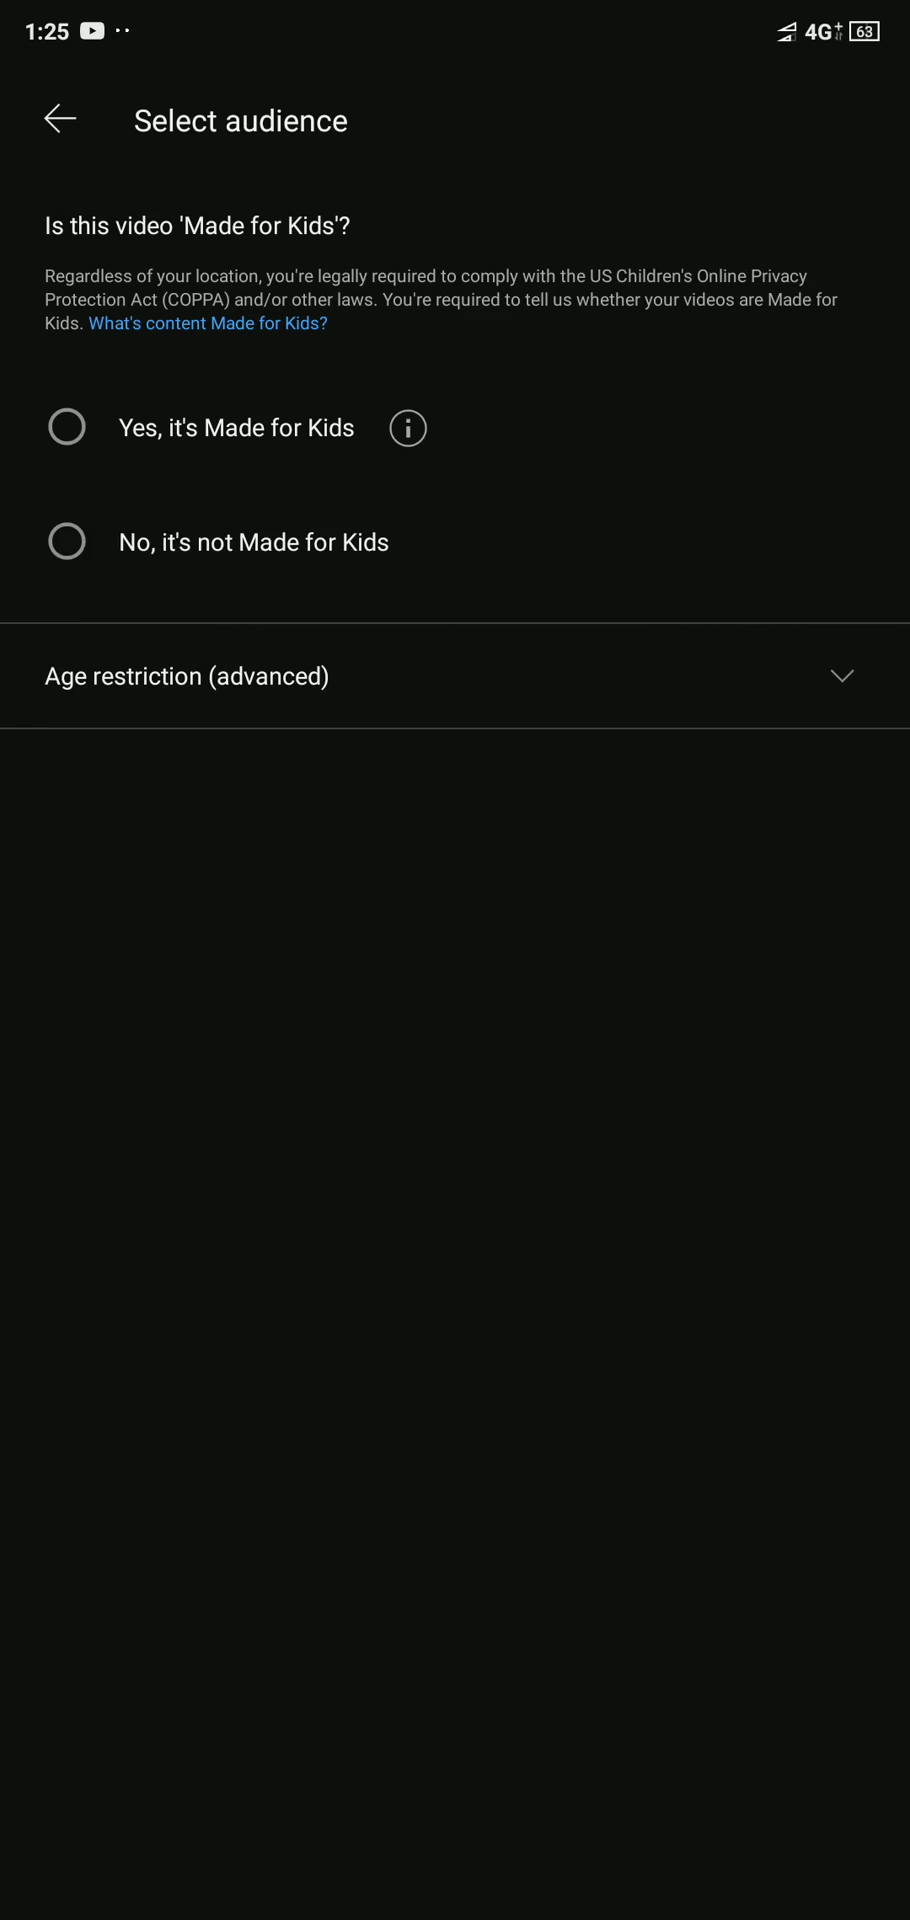 1:25 4G+ 63
Select audience
Is this video 'Made for Kids'?
Regardless of your location, you're legally required to comply with the US Children's Online Privacy
Protection Act (COPPA) and/or other laws. You're required to tell us whether your videos are Made for
Kids. What's content Made for Kids?
Yes, it's Made for Kids
No, it's not Made for Kids
Age restriction (advanced)